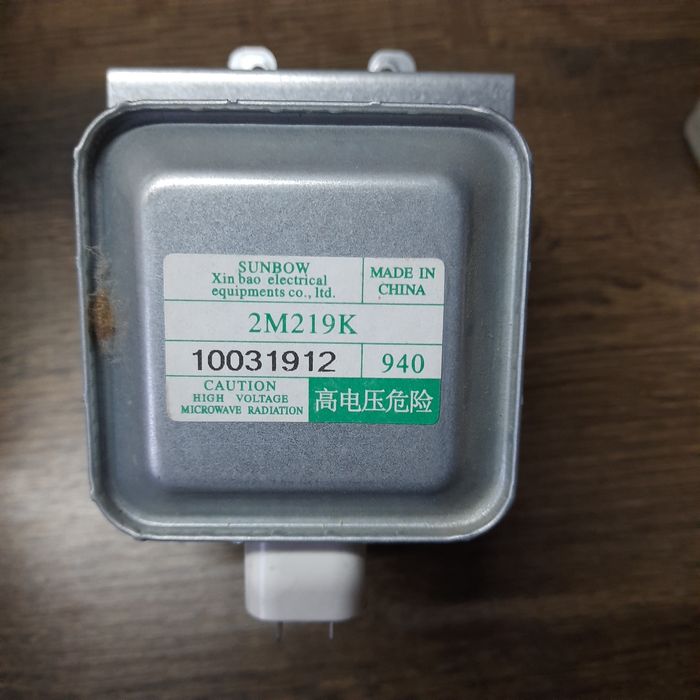 SUNBOW
Xin bao electrical
equipments co., ltd.
MADE IN
CHINA
2M219K
10031912
940
CAUTION
HIGH VOLTAGE
MICROWAVE RADIATION
高电压危险